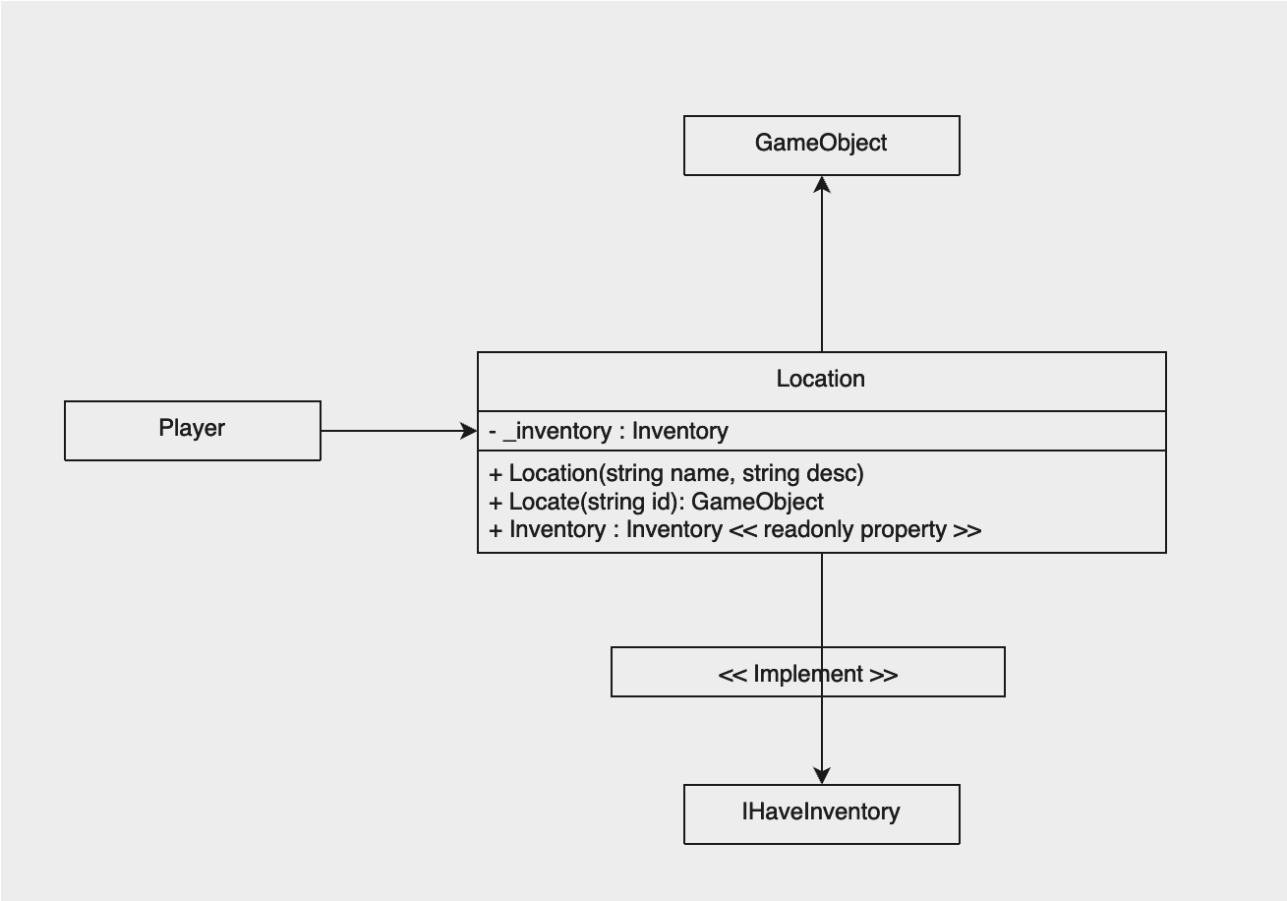 GameObject
Location
Player
- _inventory : Inventory
+ Location(string name, string desc)
+ Locate(string id): GameObject
+ Inventory : Inventory << readonly property >>
<< Implement >>
IHaveInventory